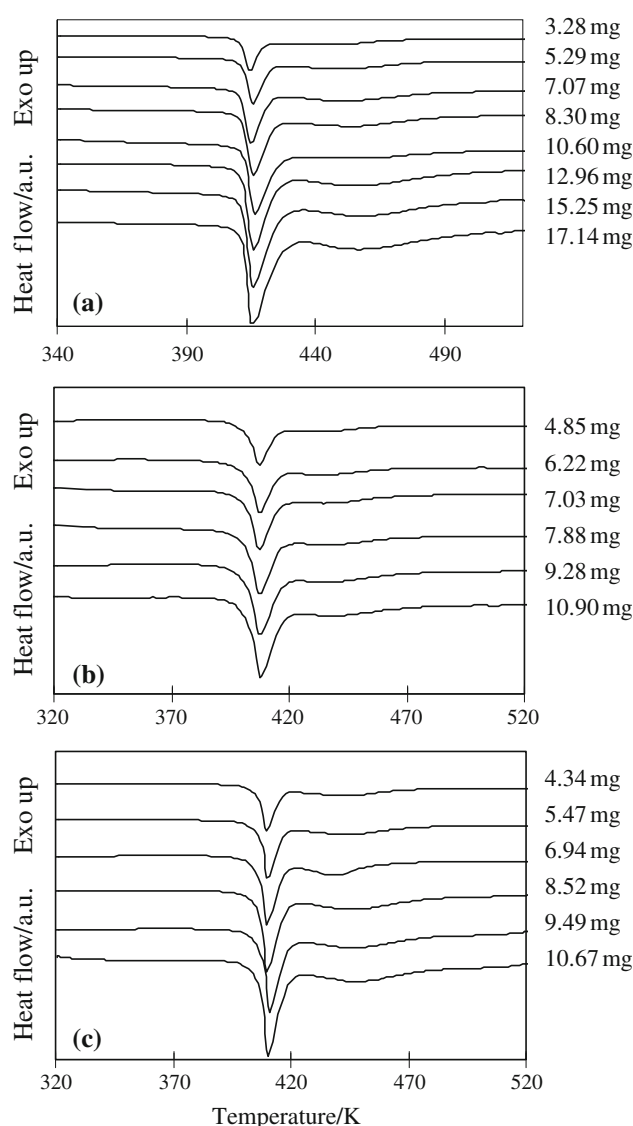 3.28 mg
5.29 mg
7.07 mg
8.30 mg
10.60 mg
12.96 mg
15.25 mg
17.14 mg
Heat flow/a.u. Exo up
(a)
340 390 440 490
4.85 mg
6.22 mg
7.03 mg
7.88 mg
9.28 mg
10.90 mg
Heat flow/a.u. Exo up
(b)
320 370 420 470 520
4.34 mg
5.47 mg
6.94 mg
8.52 mg
9.49 mg
10.67 mg
Heat flow/a.u. Exo up
(c)
320 370 420 470 520
Temperature/K